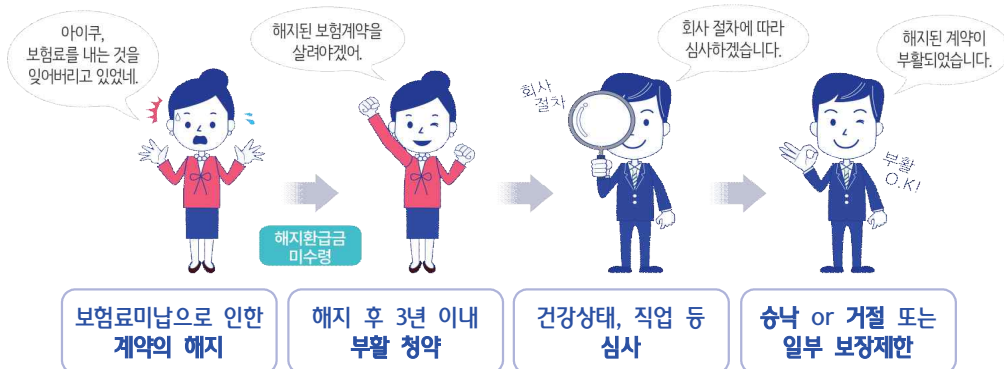 아이쿠,
보험료를 내는 것을
잊어버리고 있었네.
해지된 보험계약을
살려야겠어.
회사 절차에 따라
심사하겠습니다.
해지된 계약이
부활되었습니다.
회사
절차
부활
O.K!
해지환급금
미수령
보험료미납으로 인한
계약의 해지
해지 후 3년 이내
부활 청약
건강상태, 직업 등
심사
승낙 or 거절 또는
일부 보장제한